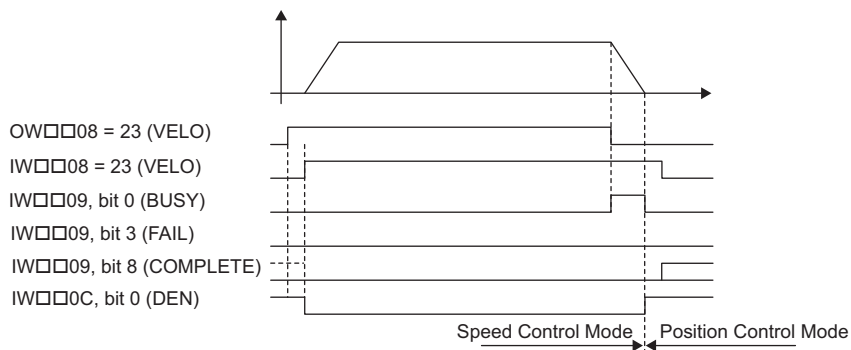 OW□□08 = 23 (VELO)
IW□□08 = 23 (VELO)
IW□□09, bit 0 (BUSY)
IW□□09, bit 3 (FAIL)
IW□□09, bit 8 (COMPLETE)
IW□□0C, bit 0 (DEN)
Speed Control Mode Position Control Mode